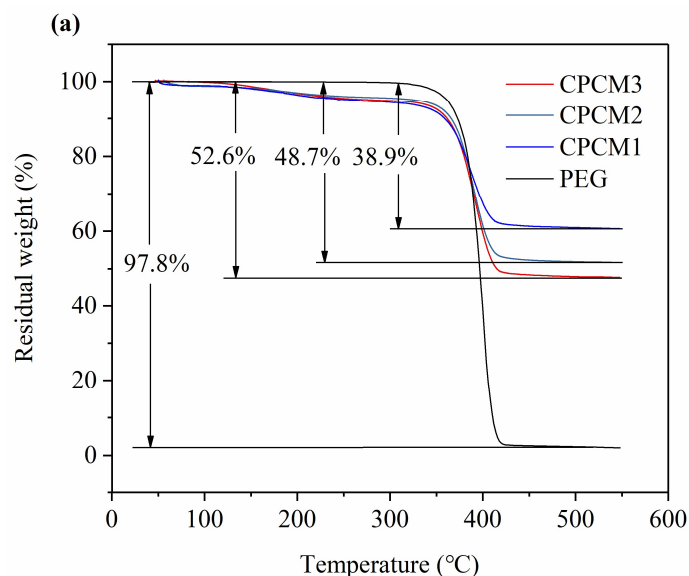 (a)
Residual weight (%)
100
80
60
40
20
0
CPCM3
CPCM2
CPCM1
PEG
52.6% 48.7% 38.9%
97.8%
0 100 200 300 400 500 600
Temperature (℃)